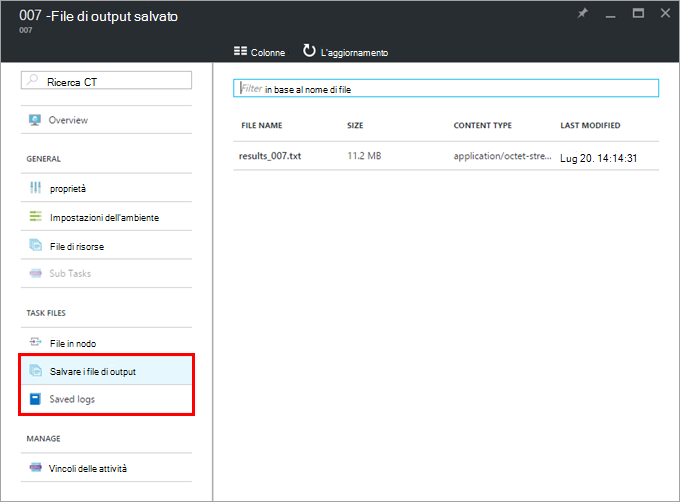 007 -File di output salvato
007
Colonne L'aggiornamento
Ricerca CT
Overview
GENERAL
proprietà
Impostazioni dell'ambiente
File di risorse
Sub Tasks
TASK FILES
File in nodo
Salvare i file di output
Saved logs
MANAGE
Vincoli delle attività
Filter in base al nome di file
FILE NAME SIZE CONTENT TYPE LAST MODIFIED
results_007.txt 11.2 MB application/octet-stre... Lug 20. 14:14:31